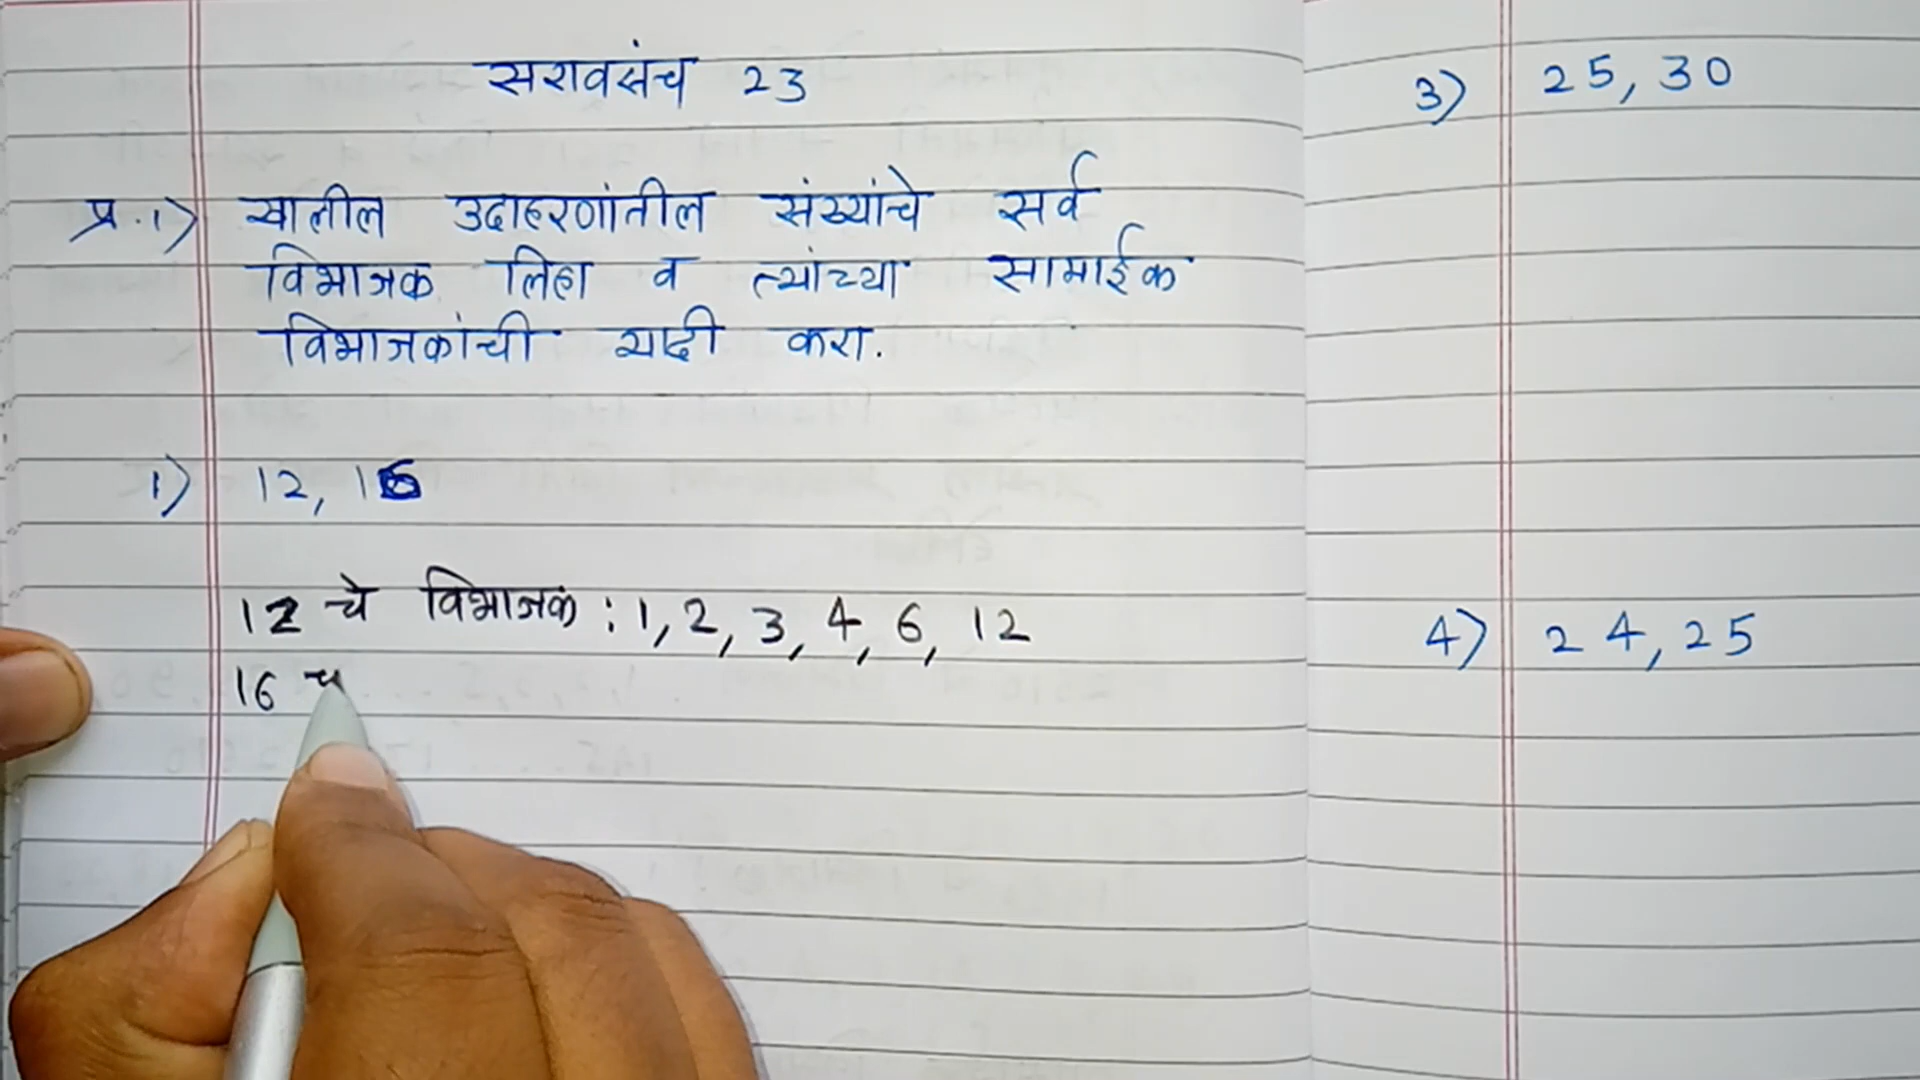 सरावसंच 23
प्र.1) खालील उदाहरणांतील संख्यांचे सर्व
विभाजक लिहा व त्यांच्या सामाईक
विभाजकांची यादी करा.
1) 12, 16
12 चे विभाजक : 1, 2, 3, 4, 6, 12
16 च
3) 25, 30
4) 24, 25